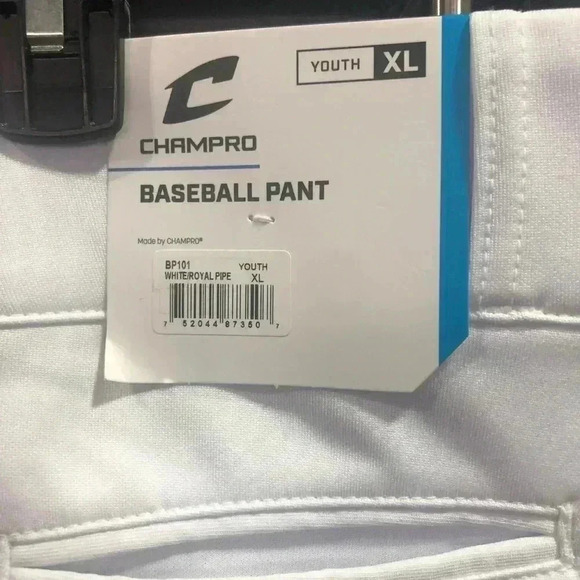 YOUTH XL
CHAMPRO
BASEBALL PANT
Made by CHAMPRO®
BP101 YOUTH
WHITE/ROYAL PIPE XL
7 52044 87350 7